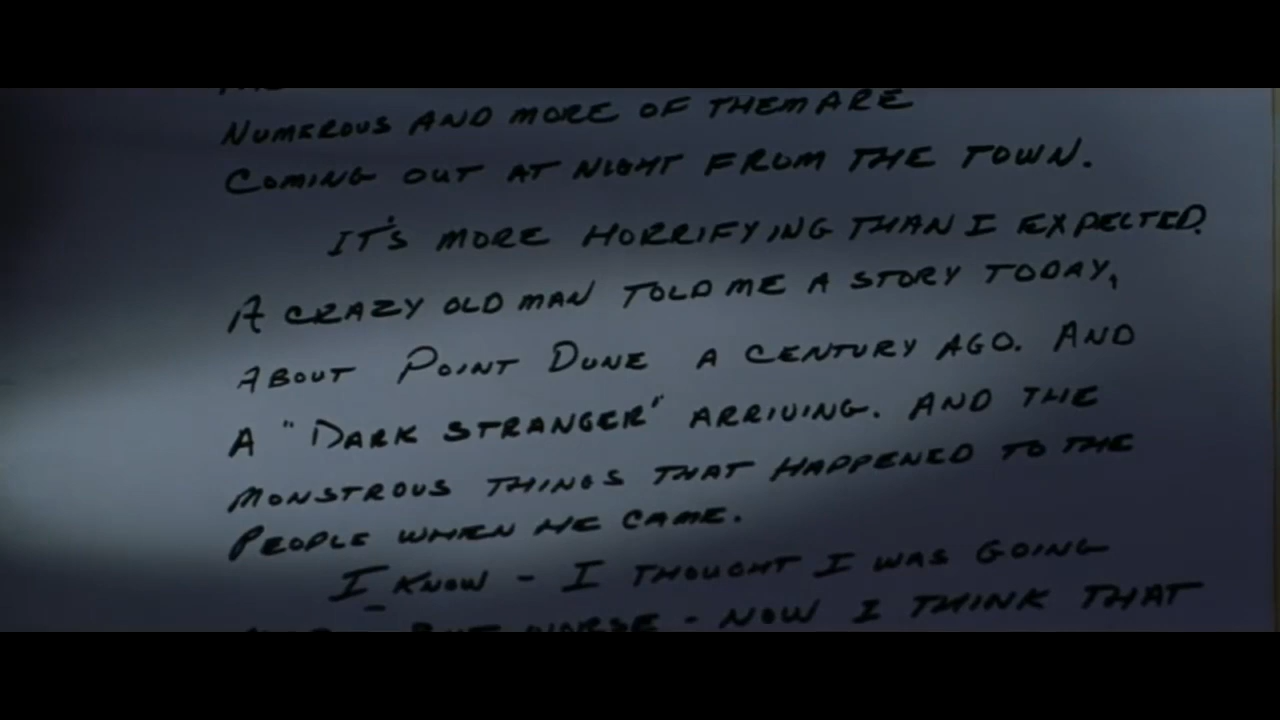 NUMEROUS AND MORE OF THEM ARE
COMING OUT AT NIGHT FROM THE TOWN.
IT'S MORE HORRIFYING THAN I EXPECTED.
A CRAZY OLD MAN TOLD ME A STORY TODAY,
ABOUT POINT DUNE A CENTURY AGO. AND
A "DARK STRANGER" ARRIVING. AND THE
MONSTROUS THINGS THAT HAPPENED TO THE
PEOPLE WHEN HE CAME.
I KNOW - I THOUGHT I WAS GOING
BUT WORSE - NOW I THINK THAT